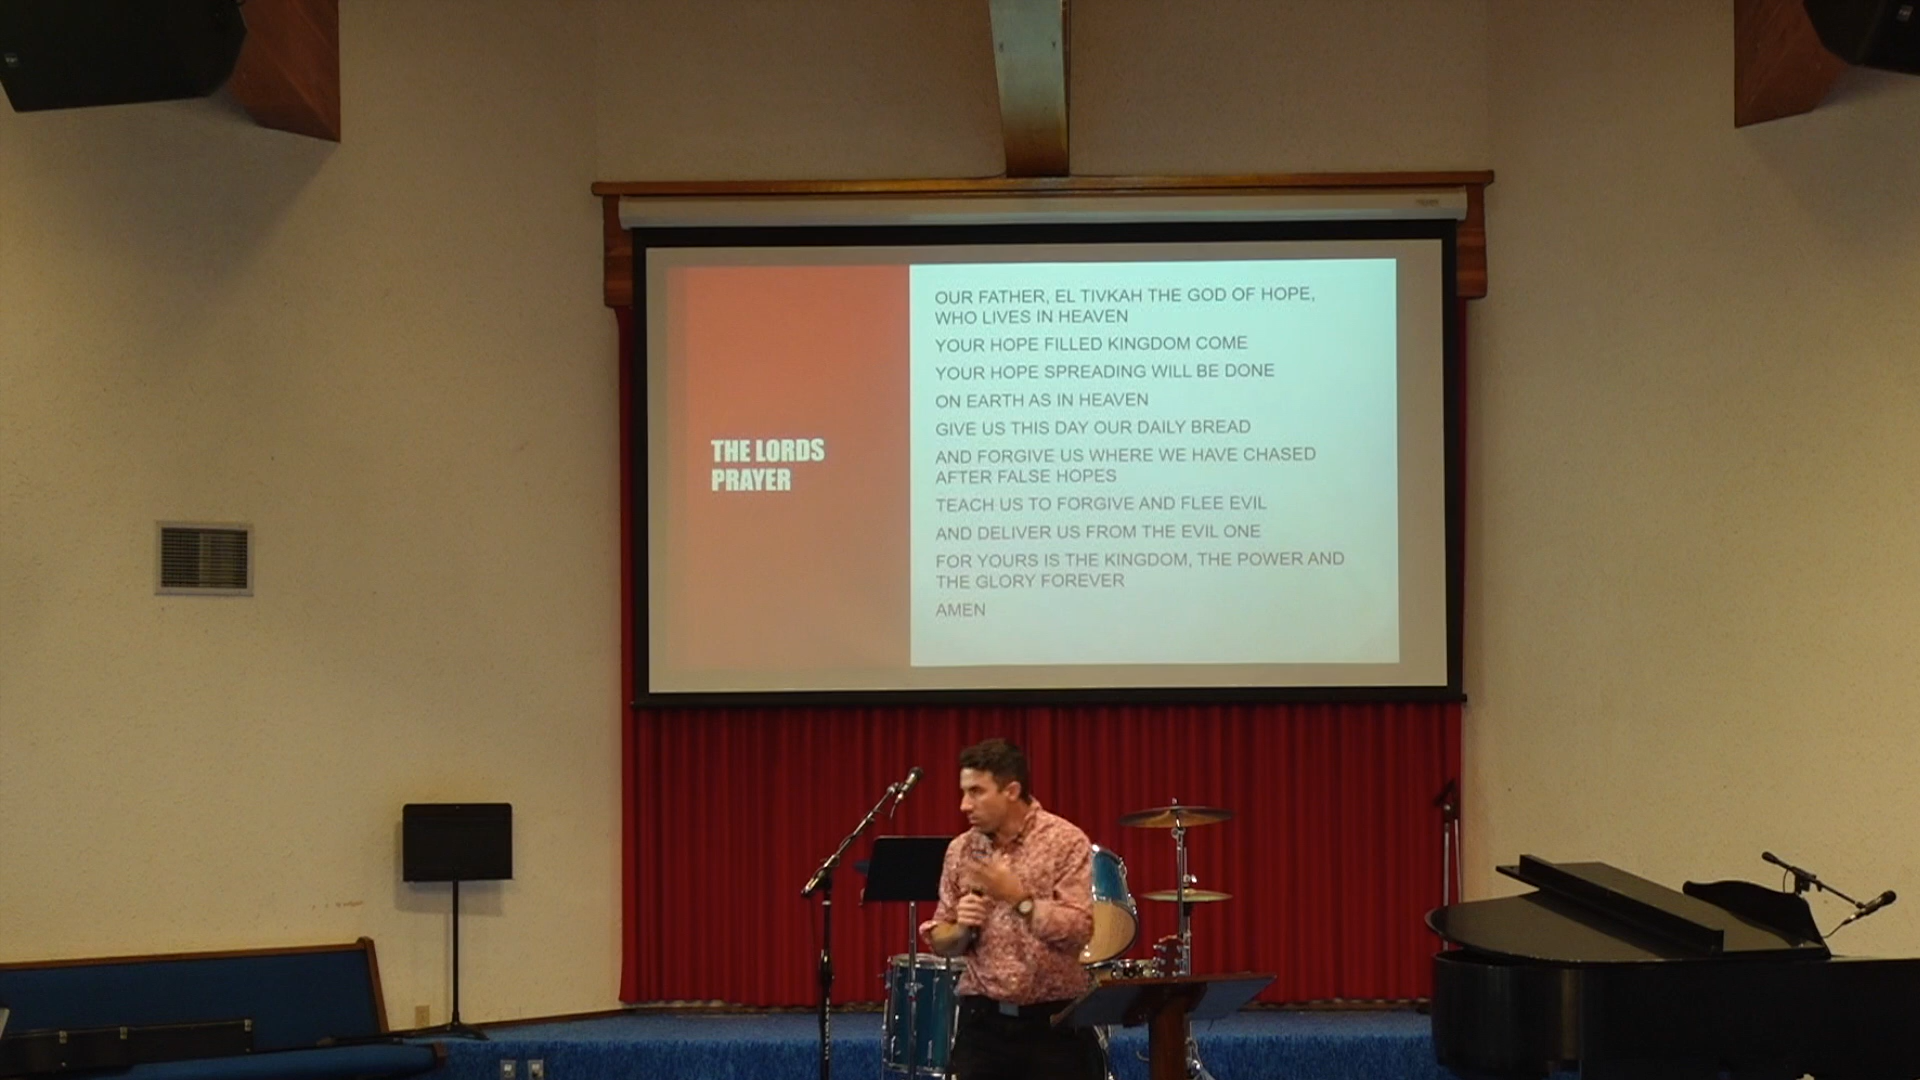 THE LORDS
PRAYER
OUR FATHER, EL TIVKAH THE GOD OF HOPE,
WHO LIVES IN HEAVEN
YOUR HOPE FILLED KINGDOM COME
YOUR HOPE SPREADING WILL BE DONE
ON EARTH AS IN HEAVEN
GIVE US THIS DAY OUR DAILY BREAD
AND FORGIVE US WHERE WE HAVE CHASED
AFTER FALSE HOPES
TEACH US TO FORGIVE AND FLEE EVIL
AND DELIVER US FROM THE EVIL ONE
FOR YOURS IS THE KINGDOM, THE POWER AND
THE GLORY FOREVER
AMEN